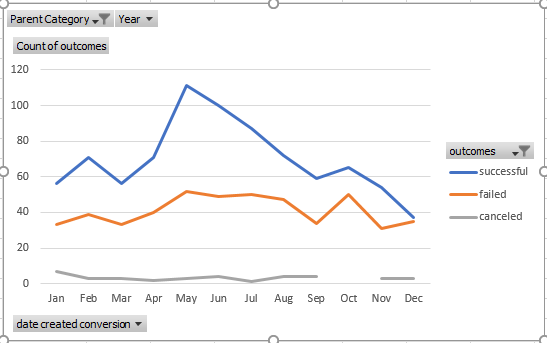 Parent Category Year
Count of outcomes
120
100
80
60
40
20
0
Jan Feb Mar Apr May Jun Jul Aug Sep Oct Nov Dec
outcomes
successful
failed
canceled
date created conversion